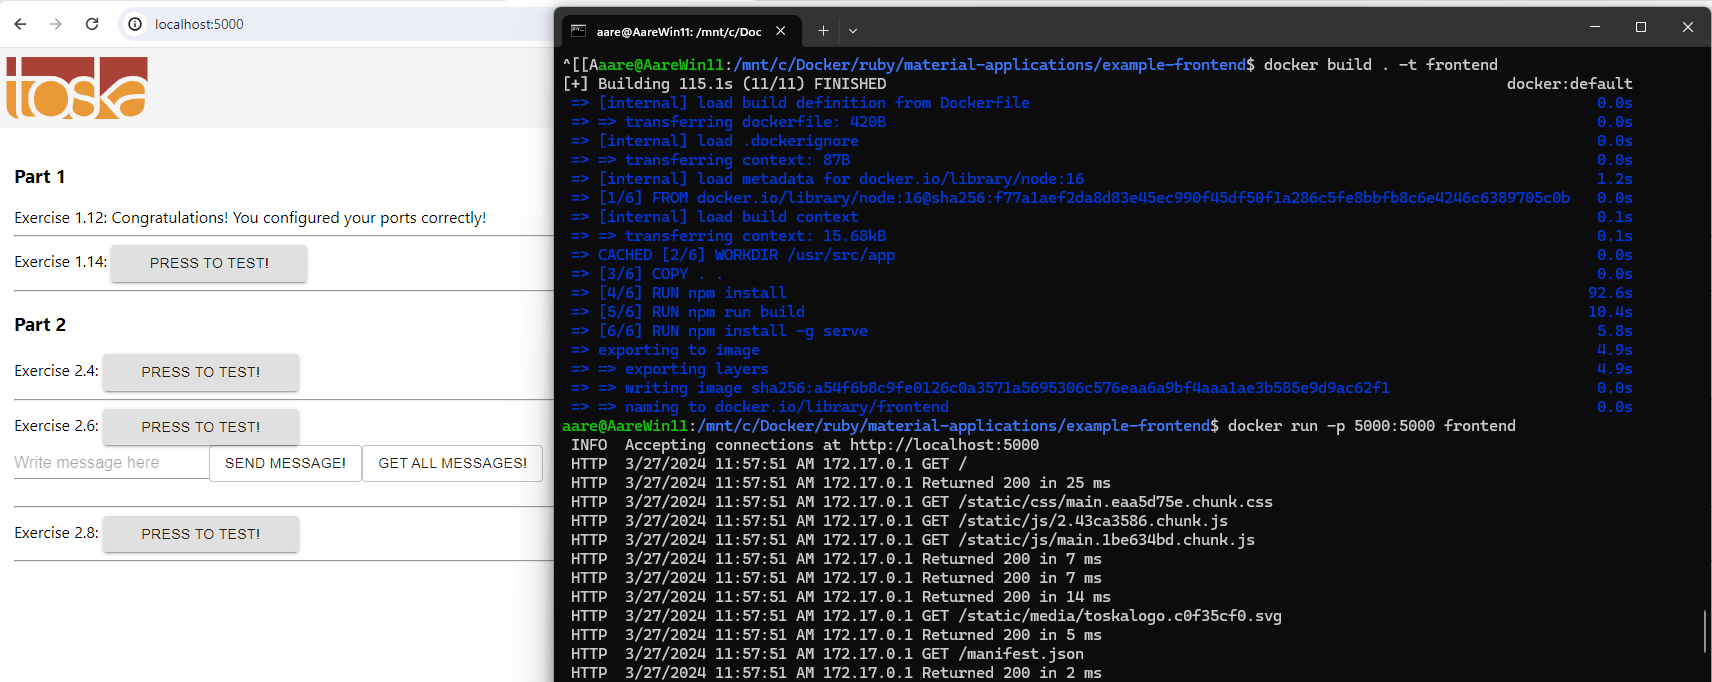 localhost:5000
toska
Part 1
Exercise 1.12: Congratulations! You configured your ports correctly!
Exercise 1.14: PRESS TO TEST!
Part 2
Exercise 2.4: PRESS TO TEST!
Exercise 2.6: PRESS TO TEST!
Write message here SEND MESSAGE! GET ALL MESSAGES!
Exercise 2.8: PRESS TO TEST!
aare@AareWin11: /mnt/c/Doc
^[[Aaare@AareWin11:/mnt/c/Docker/ruby/material-applications/example-frontend$ docker build . -t frontend
[+] Building 115.1s (11/11) FINISHED docker:default
=> [internal] load build definition from Dockerfile 0.0s
=> => transferring dockerfile: 420B 0.0s
=> [internal] load .dockerignore 0.0s
=> => transferring context: 87B 0.0s
=> [internal] load metadata for docker.io/library/node:16 1.2s
=> [1/6] FROM docker.io/library/node:16@sha256:f77a1aef2da8d83e45ec990f45df50f1a286c5fe8bbfb8c6e4246c6389705c0b 0.0s
=> [internal] load build context 0.1s
=> => transferring context: 15.68kB 0.1s
=> CACHED [2/6] WORKDIR /usr/src/app 0.0s
=> [3/6] COPY . . 0.0s
=> [4/6] RUN npm install 92.6s
=> [5/6] RUN npm run build 10.4s
=> [6/6] RUN npm install -g serve 5.8s
=> exporting to image 4.9s
=> => exporting layers 4.9s
=> => writing image sha256:a54f6b8c9fe0126c0a3571a5695306c576eaa6a9bf4aaa1ae3b585e9d9ac62f1 0.0s
=> => naming to docker.io/library/frontend 0.0s
aare@AareWin11:/mnt/c/Docker/ruby/material-applications/example-frontend$ docker run -p 5000:5000 frontend
INFO Accepting connections at http://localhost:5000
HTTP 3/27/2024 11:57:51 AM 172.17.0.1 GET /
HTTP 3/27/2024 11:57:51 AM 172.17.0.1 Returned 200 in 25 ms
HTTP 3/27/2024 11:57:51 AM 172.17.0.1 GET /static/css/main.eaa5d75e.chunk.css
HTTP 3/27/2024 11:57:51 AM 172.17.0.1 GET /static/js/2.43ca3586.chunk.js
HTTP 3/27/2024 11:57:51 AM 172.17.0.1 GET /static/js/main.1be634bd.chunk.js
HTTP 3/27/2024 11:57:51 AM 172.17.0.1 Returned 200 in 7 ms
HTTP 3/27/2024 11:57:51 AM 172.17.0.1 Returned 200 in 7 ms
HTTP 3/27/2024 11:57:51 AM 172.17.0.1 Returned 200 in 14 ms
HTTP 3/27/2024 11:57:51 AM 172.17.0.1 GET /static/media/toskalogo.c0f35cf0.svg
HTTP 3/27/2024 11:57:51 AM 172.17.0.1 Returned 200 in 5 ms
HTTP 3/27/2024 11:57:51 AM 172.17.0.1 GET /manifest.json
HTTP 3/27/2024 11:57:51 AM 172.17.0.1 Returned 200 in 2 ms